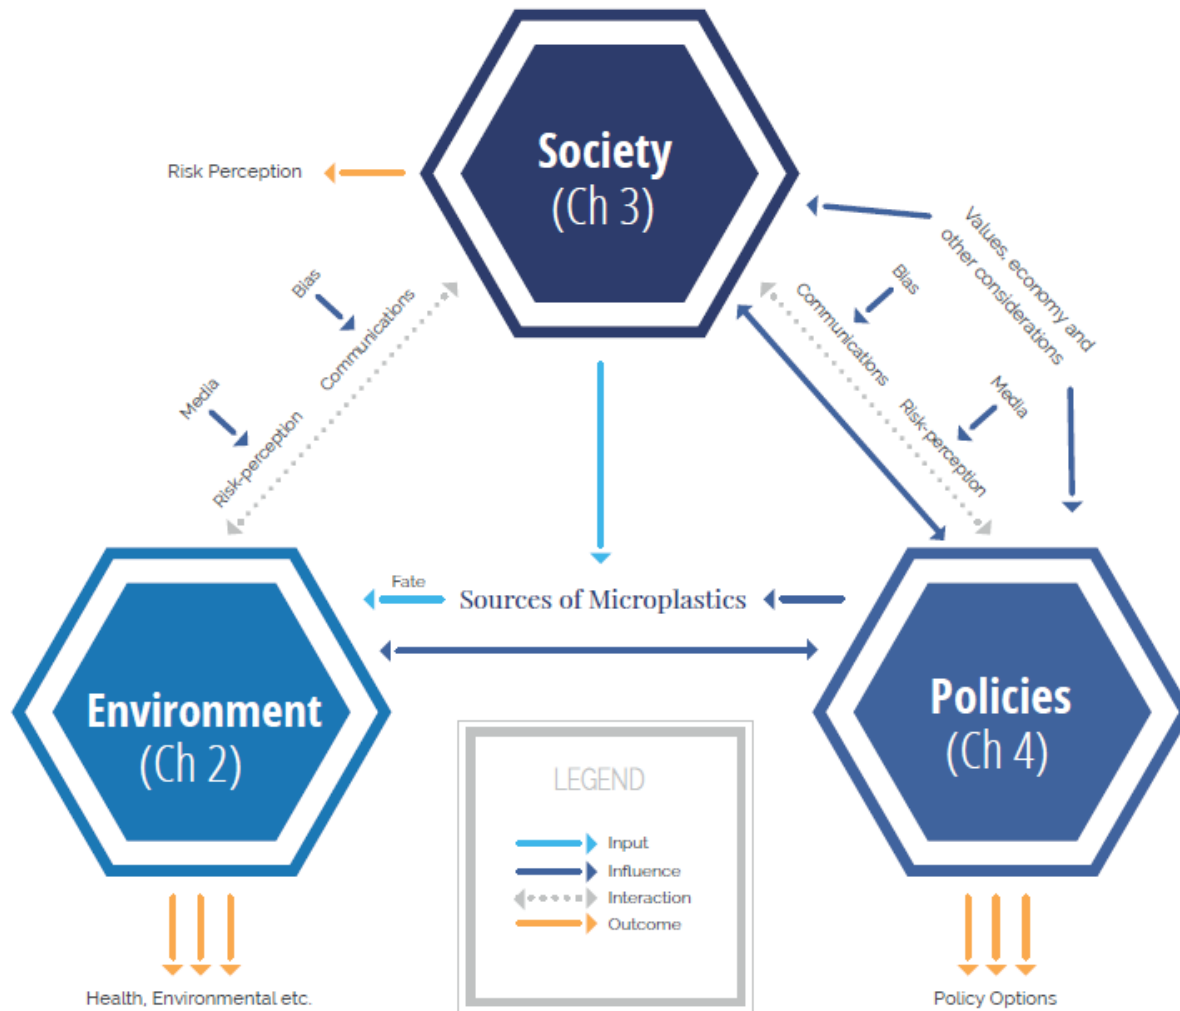 Society
(Ch 3)
Risk Perception
Values, economy and
other considerations
Bias
Communications
Media
Risk-perception
Bias
Communications
Media
Risk-perception
Fate
Sources of Microplastics
Environment
(Ch 2)
Policies
(Ch 4)
LEGEND
Input
Influence
Interaction
Outcome
Health, Environmental etc.
Policy Options